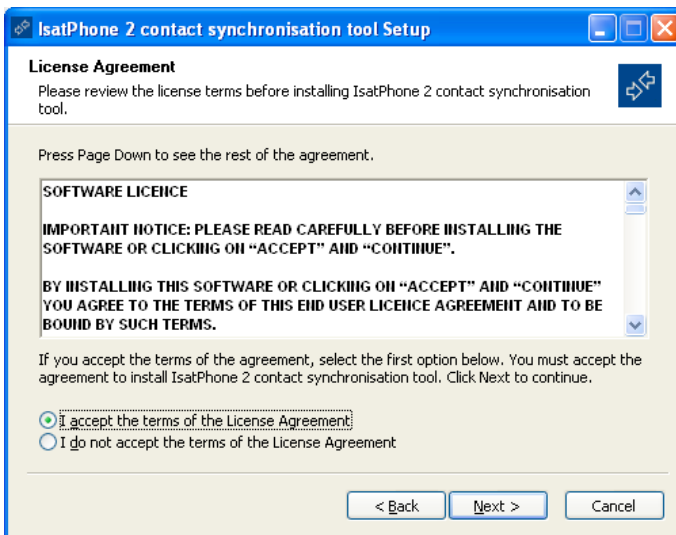 IsatPhone 2 contact synchronisation tool Setup
License Agreement
Please review the license terms before installing IsatPhone 2 contact synchronisation
tool.
Press Page Down to see the rest of the agreement.
SOFTWARE LICENCE
IMPORTANT NOTICE: PLEASE READ CAREFULLY BEFORE INSTALLING THE
SOFTWARE OR CLICKING ON “ACCEPT” AND “CONTINUE”.
BY INSTALLING THIS SOFTWARE OR CLICKING ON “ACCEPT” AND “CONTINUE”
YOU AGREE TO THE TERMS OF THIS END USER LICENCE AGREEMENT AND TO BE
BOUND BY SUCH TERMS.
If you accept the terms of the agreement, select the first option below. You must accept the
agreement to install IsatPhone 2 contact synchronisation tool. Click Next to continue.
I accept the terms of the License Agreement
I do not accept the terms of the License Agreement
< Back Next > Cancel